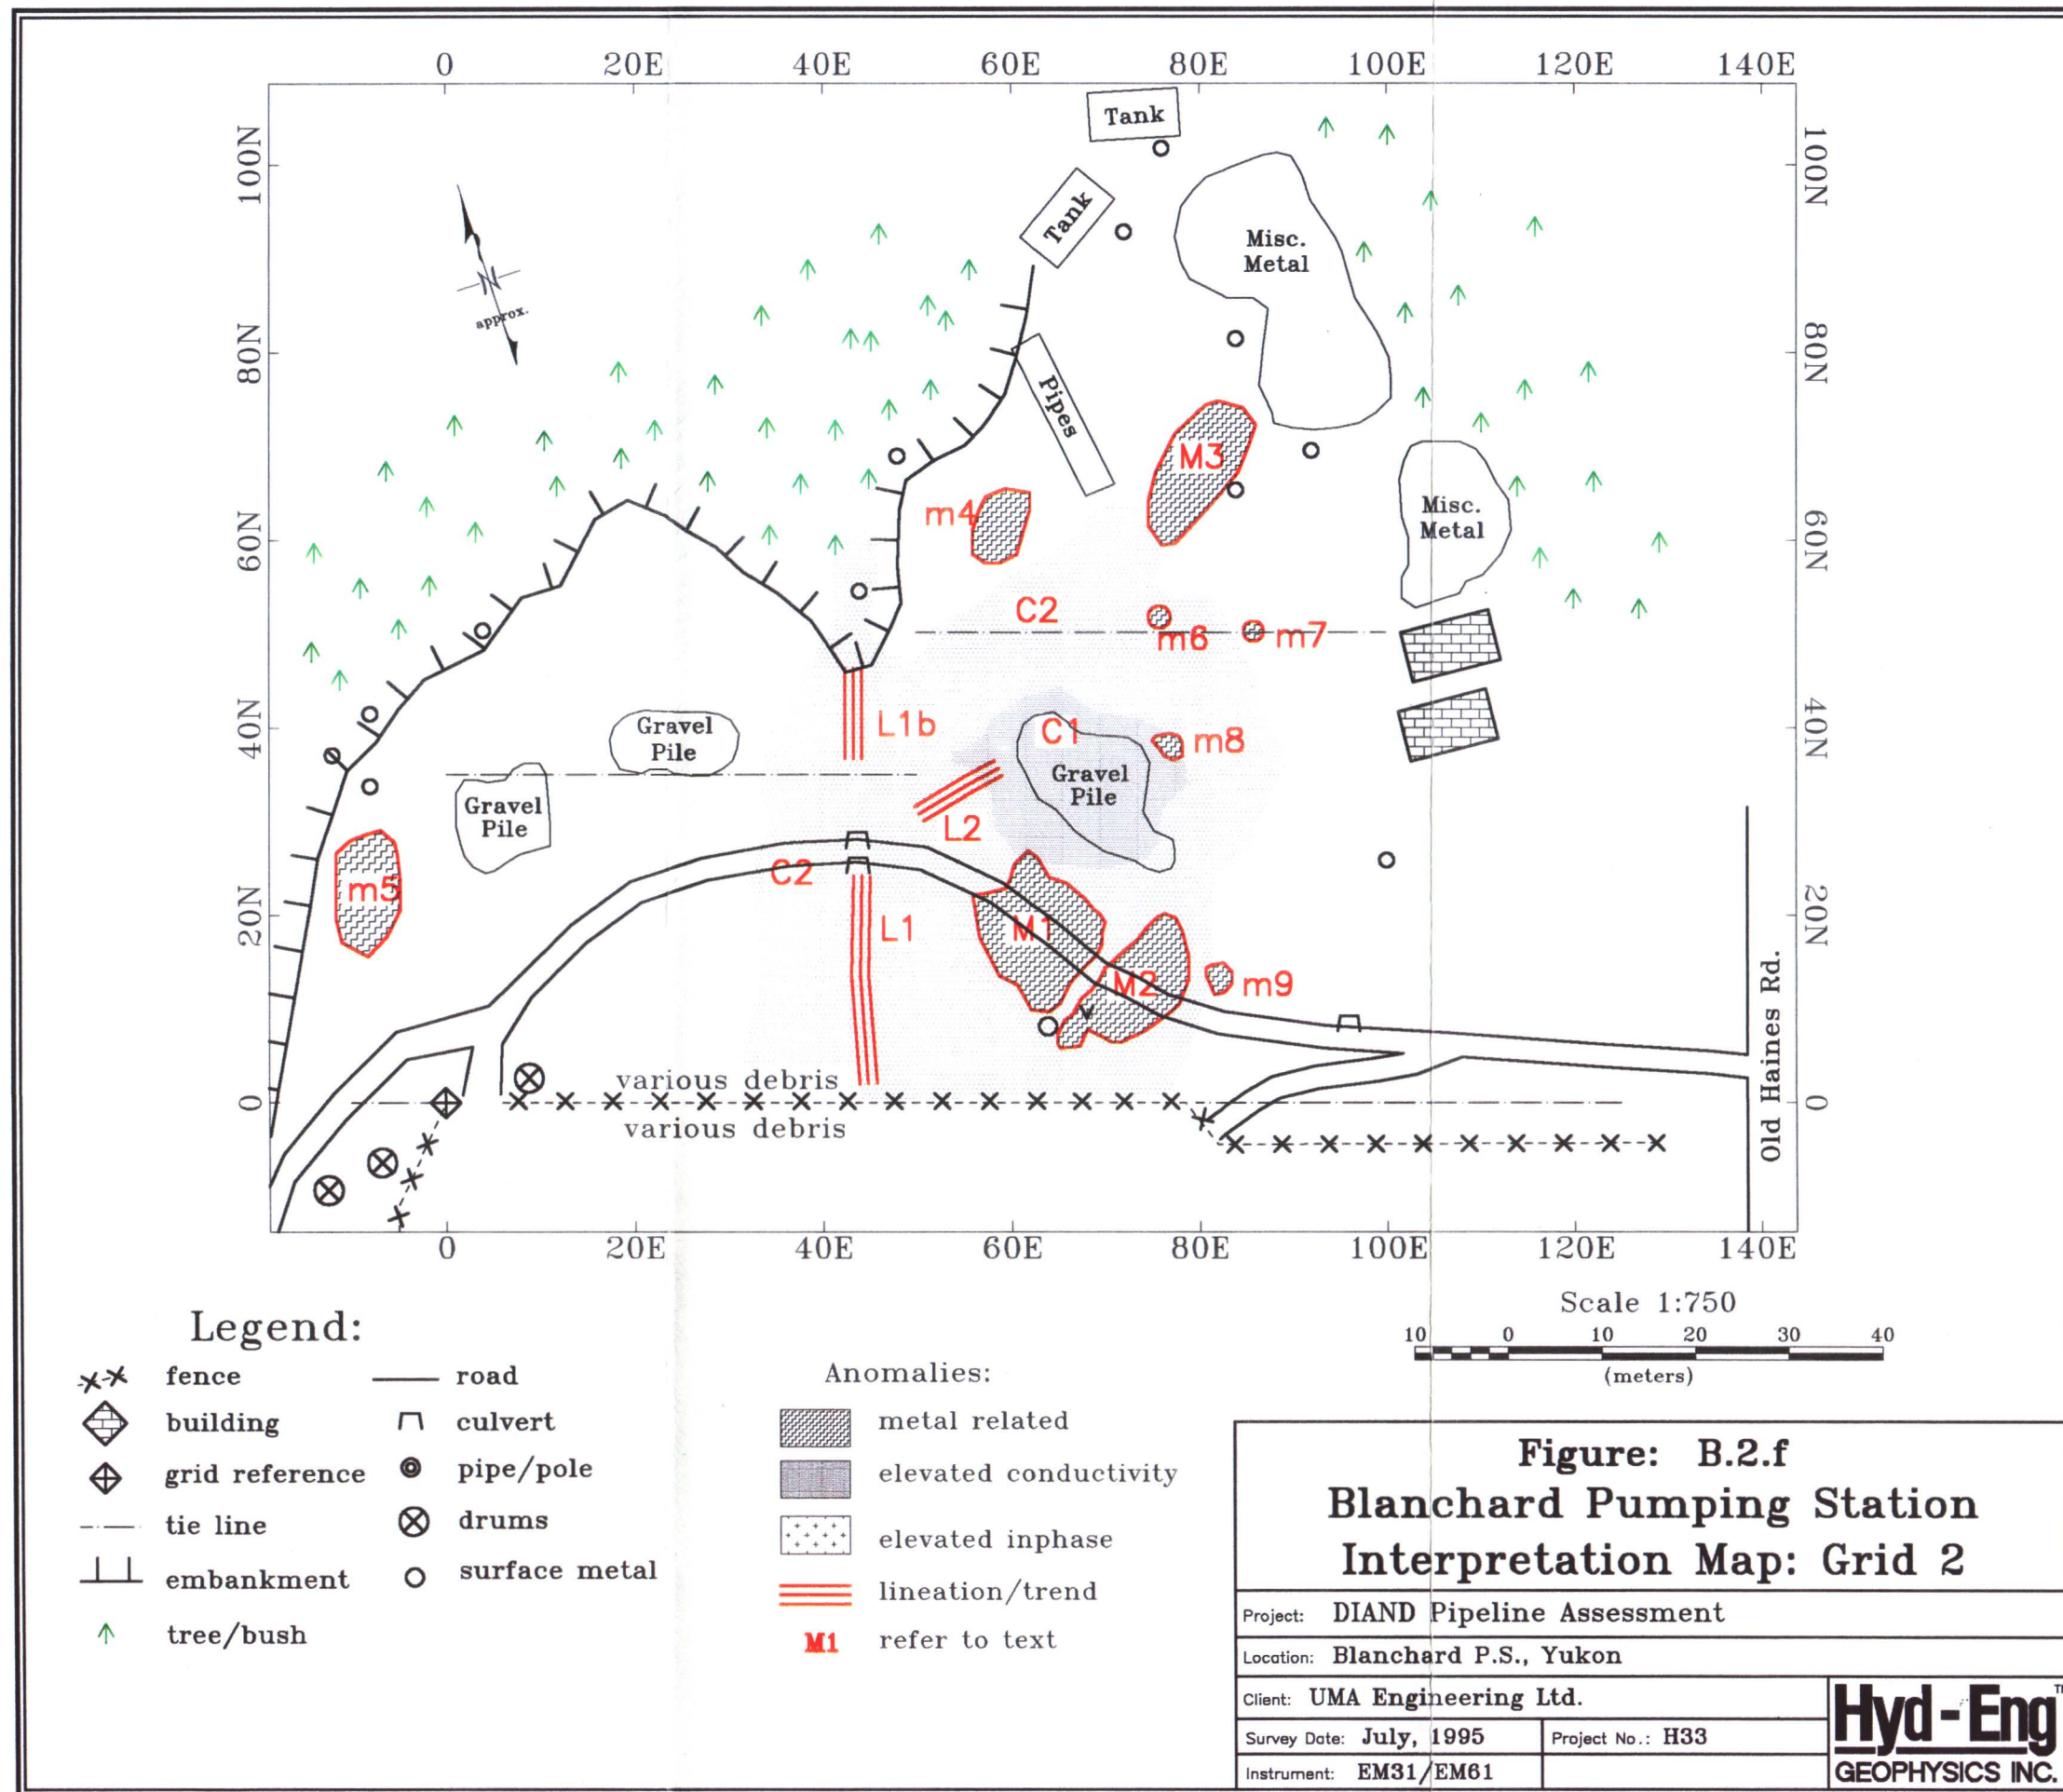 0 20E 40E 60E 80E 100E 120E 140E
Tank
100N
100N
Tank
Misc.
Metal
N
approx.
80N
80N
Pipes
M3
m4
Misc.
Metal
60N
60N
C2
m6
m7
40N
40N
Gravel
Pile
L1b
C1
m8
Gravel
Pile
Gravel
Pile
L2
C2
m5
20N
20N
L1
M1
M2
m9
Old Haines Rd.
various debris
0
0
various debris
0 20E 40E 60E 80E 100E 120E 140E
Scale 1:750
10 0 10 20 30 40
(meters)
Legend:
fence
building
grid reference
tie line
embankment
tree/bush
road
culvert
pipe/pole
drums
surface metal
Anomalies:
metal related
elevated conductivity
elevated inphase
lineation/trend
M1 refer to text
Figure: B.2.f
Blanchard Pumping Station
Interpretation Map: Grid 2
Project: DIAND Pipeline Assessment
Location: Blanchard P.S., Yukon
Client: UMA Engineering Ltd.
Survey Date: July, 1995
Project No.: H33
Instrument: EM31/EM61
Hyd-Eng
GEOPHYSICS INC.